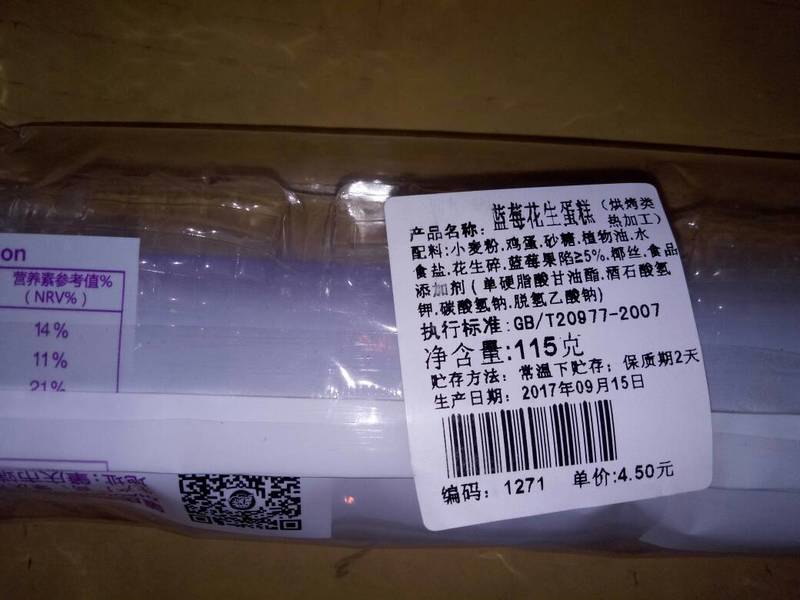 产品名称：蓝莓花生蛋糕（烘烤类
热加工）
配料:小麦粉.鸡蛋.砂糖.植物油.水
食盐.花生碎.蓝莓果陷≥5%.椰丝.食品
添加剂（单硬脂酸甘油酯.酒石酸氢
钾.碳酸氢钠.脱氢乙酸钠)
执行标准:GB/T20977-2007
净含量:115克
贮存方法：常温下贮存；保质期2天
生产日期：2017年09月15日
编码：1271 单价:4.50元
on
营养素参考值%
（NRV%）
14%
11%
21%